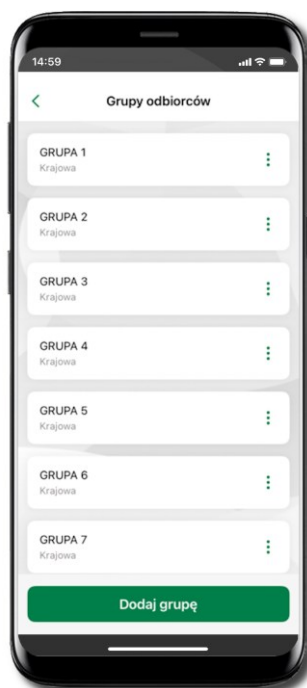 14:59
Grupy odbiorców
GRUPA 1
Krajowa
GRUPA 2
Krajowa
GRUPA 3
Krajowa
GRUPA 4
Krajowa
GRUPA 5
Krajowa
GRUPA 6
Krajowa
GRUPA 7
Krajowa
Dodaj grupę